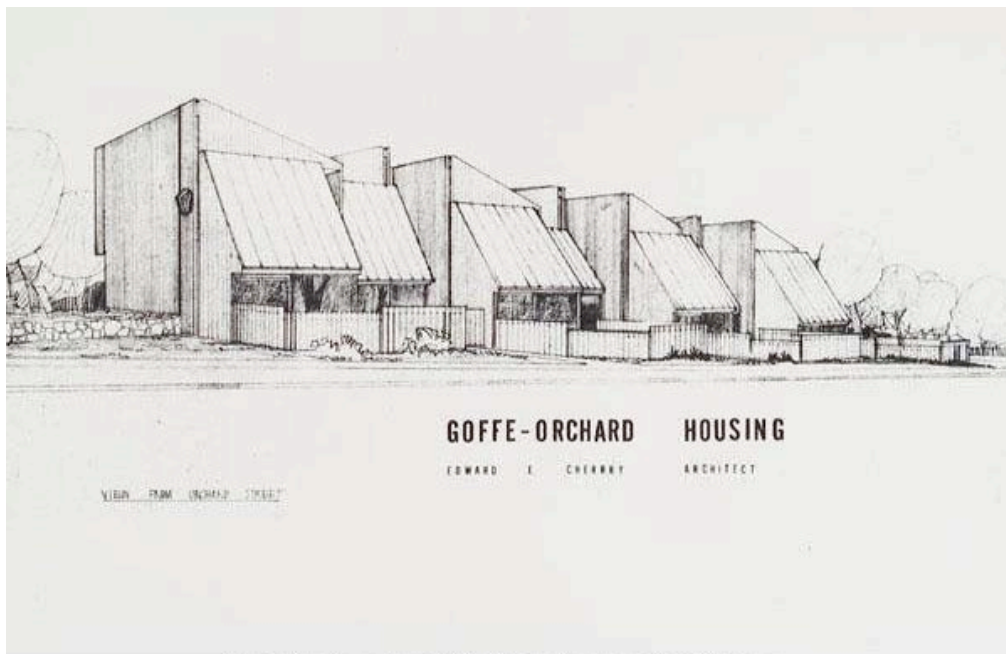 GOFFE-ORCHARD HOUSING
EDWARD E CHERRY ARCHITECT
VIEW FROM ORCHARD STREET